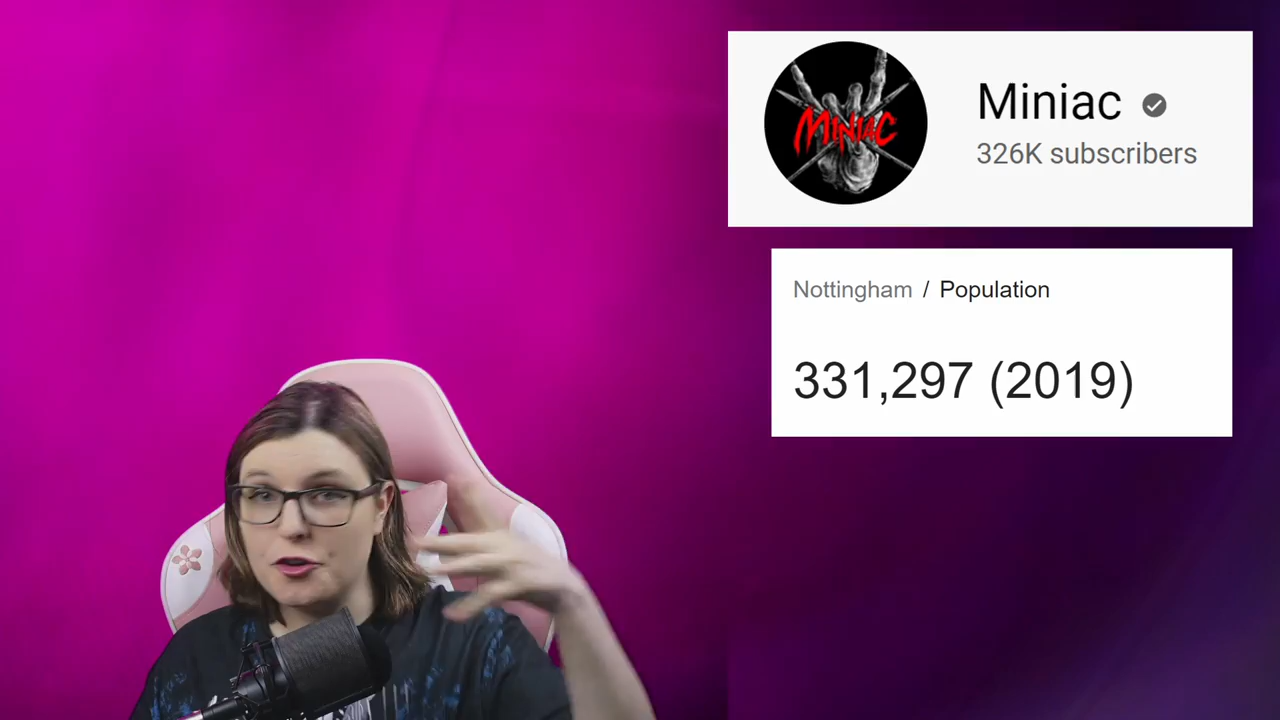 MINIAC
Miniac
326K subscribers
Nottingham / Population
331,297 (2019)